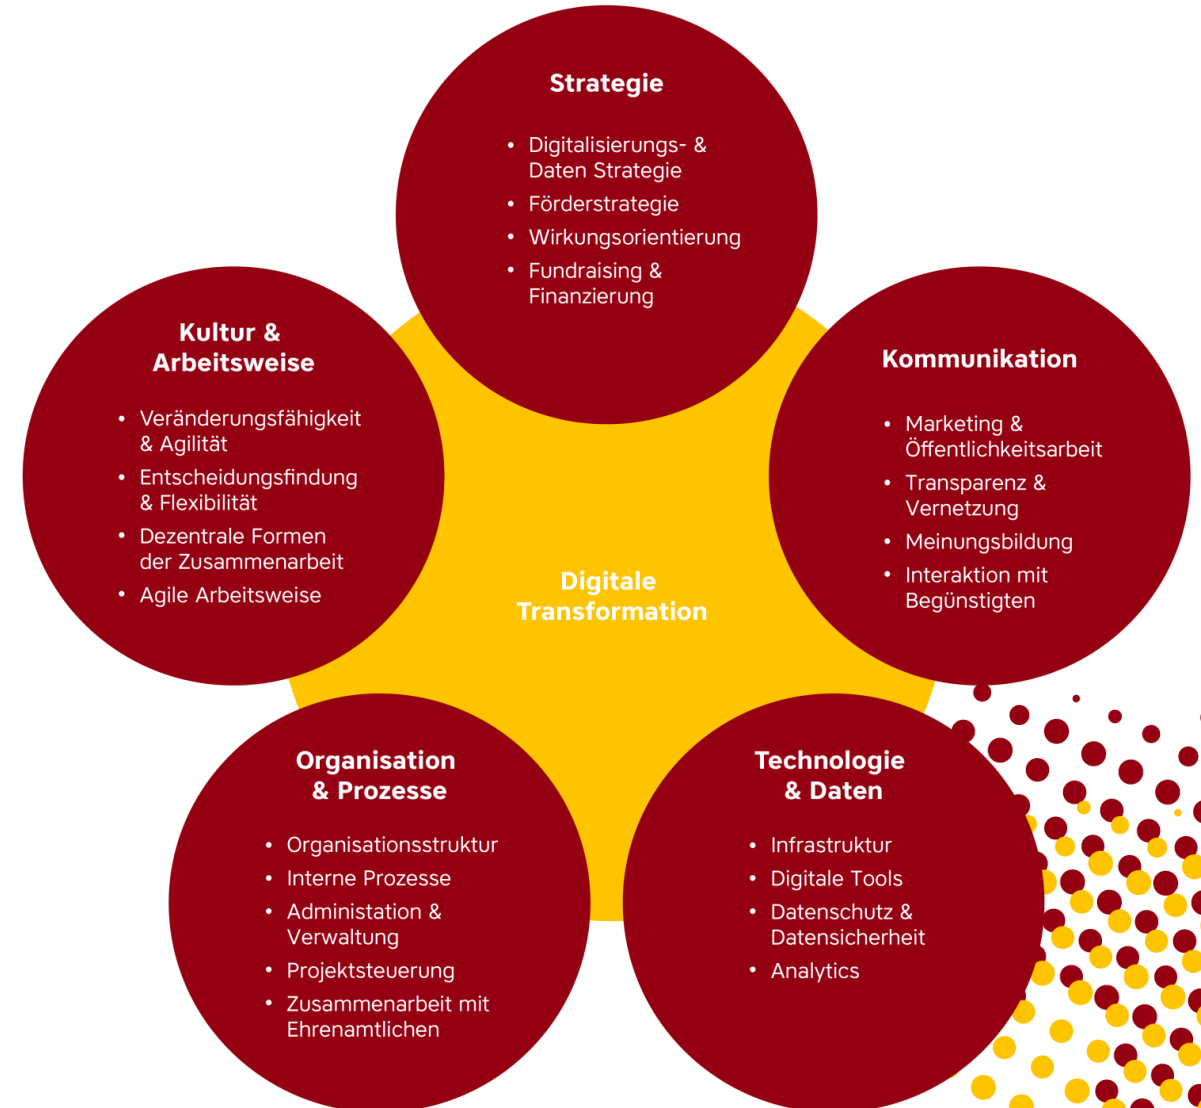 Strategie
• Digitalisierungs- &
Daten Strategie
• Förderstrategie
• Wirkungsorientierung
• Fundraising &
Finanzierung
Kultur &
Arbeitsweise
• Veränderungsfähigkeit
& Agilität
• Entscheidungsfindung
& Flexibilität
• Dezentrale Formen
der Zusammenarbeit
• Agile Arbeitsweise
Kommunikation
• Marketing &
Öffentlichkeitsarbeit
• Transparenz &
Vernetzung
• Meinungsbildung
• Interaktion mit
Begünstigten
Digitale
Transformation
Organisation
& Prozesse
• Organisationsstruktur
• Interne Prozesse
• Administation &
Verwaltung
• Projektsteuerung
• Zusammenarbeit mit
Ehrenamtlichen
Technologie
& Daten
• Infrastruktur
• Digitale Tools
• Datenschutz &
Datensicherheit
• Analytics